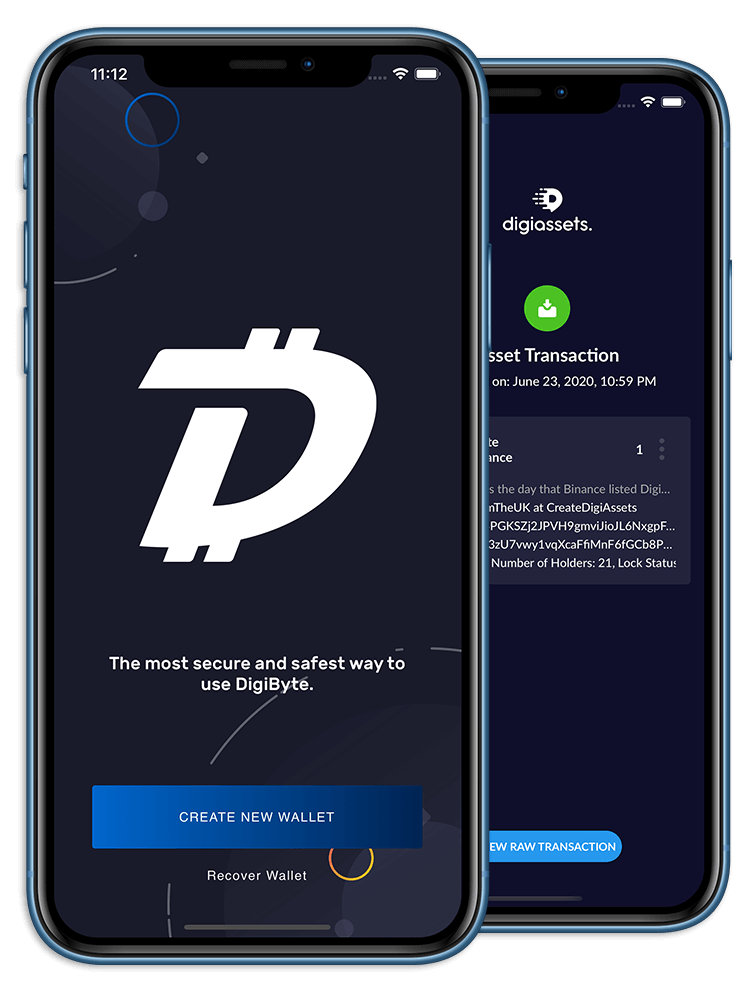 11:12
The most secure and safest way to
use DigiByte.
CREATE NEW WALLET
Recover Wallet
digiassets.
sset Transaction
on: June 23, 2020, 10:59 PM
te
nce
1
s the day that Binance listed Digi...
nTheUK at CreateDigiAssets
PGKSZj2JPVH9gmviJioJL6NxgpF...
3zU7vwy1vqXcaFfiMnF6fGCb8P...
Number of Holders: 21, Lock Status
EW RAW TRANSACTION